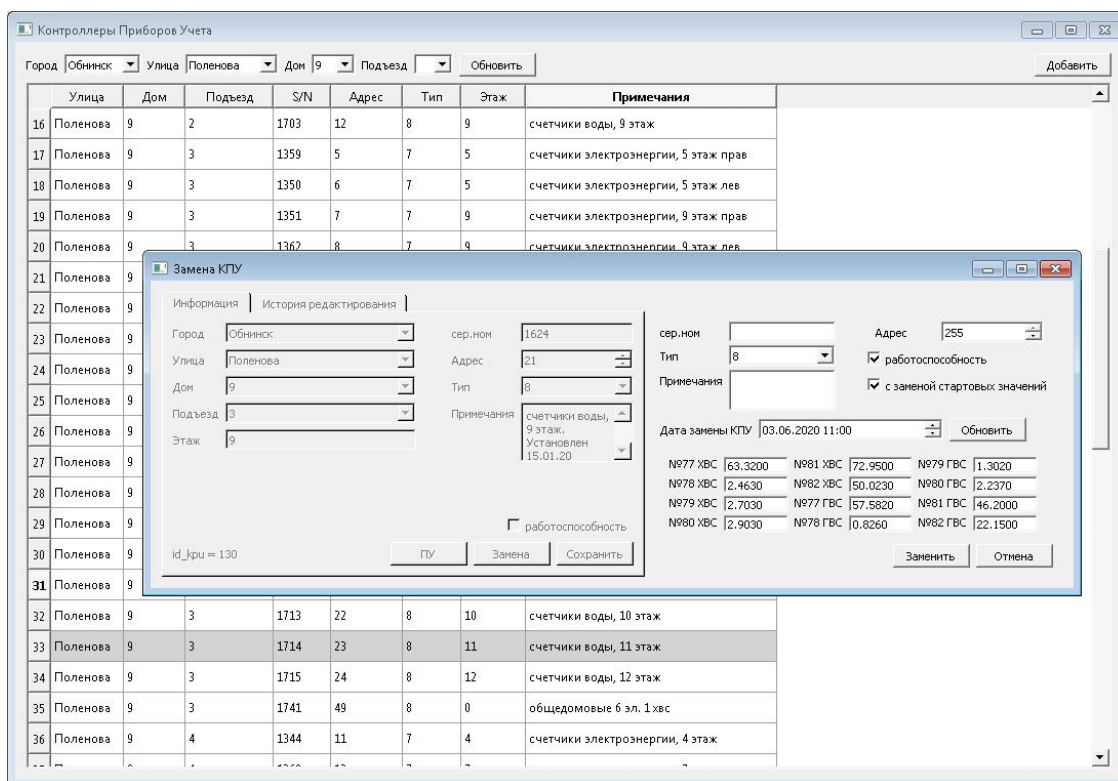 Контроллеры Приборов Учета
Город Обнинск Улица Поленова Дом 9 Подъезд Обновить Добавить
Улица Дом Подъезд S/N Адрес Тип Этаж Примечания
16 Поленова 9 2 1703 12 8 9 счетчики воды, 9 этаж
17 Поленова 9 3 1359 5 7 5 счетчики электроэнергии, 5 этаж прав
18 Поленова 9 3 1350 6 7 5 счетчики электроэнергии, 5 этаж лев
19 Поленова 9 3 1351 7 7 9 счетчики электроэнергии, 9 этаж прав
20 Поленова 9 3 1362 8 7 9 счетчики электроэнергии, 9 этаж лев
21 Поленова 9
22 Поленова 9
23 Поленова 9
24 Поленова 9
25 Поленова 9
26 Поленова 9
27 Поленова 9
28 Поленова 9
29 Поленова 9
30 Поленова 9
31 Поленова 9
Замена КПУ
Информация История редактирования
Город Обнинск сер.ном 1624
Улица Поленова Адрес 21
Дом 9 Тип 8
Подъезд 3 Примечания счетчики воды,
Этаж 9 9 этаж.
Установлен
15.01.20
работоспособность
id_kpu = 130 ПУ Замена Сохранить
сер.ном Адрес 255
Тип 8 работоспособность
Примечания с заменой стартовых значений
Дата замены КПУ 03.06.2020 11:00 Обновить
№77 ХВС 63.3200 №81 ХВС 72.9500 №79 ГВС 1.3020
№78 ХВС 2.4630 №82 ХВС 50.0230 №80 ГВС 2.2370
№79 ХВС 2.7030 №77 ГВС 57.5820 №81 ГВС 46.2000
№80 ХВС 2.9030 №78 ГВС 0.8260 №82 ГВС 22.1500
Заменить Отмена
32 Поленова 9 3 1713 22 8 10 счетчики воды, 10 этаж
33 Поленова 9 3 1714 23 8 11 счетчики воды, 11 этаж
34 Поленова 9 3 1715 24 8 12 счетчики воды, 12 этаж
35 Поленова 9 3 1741 49 8 0 общедомовые 6 эл. 1 хвс
36 Поленова 9 4 1344 11 7 4 счетчики электроэнергии, 4 этаж